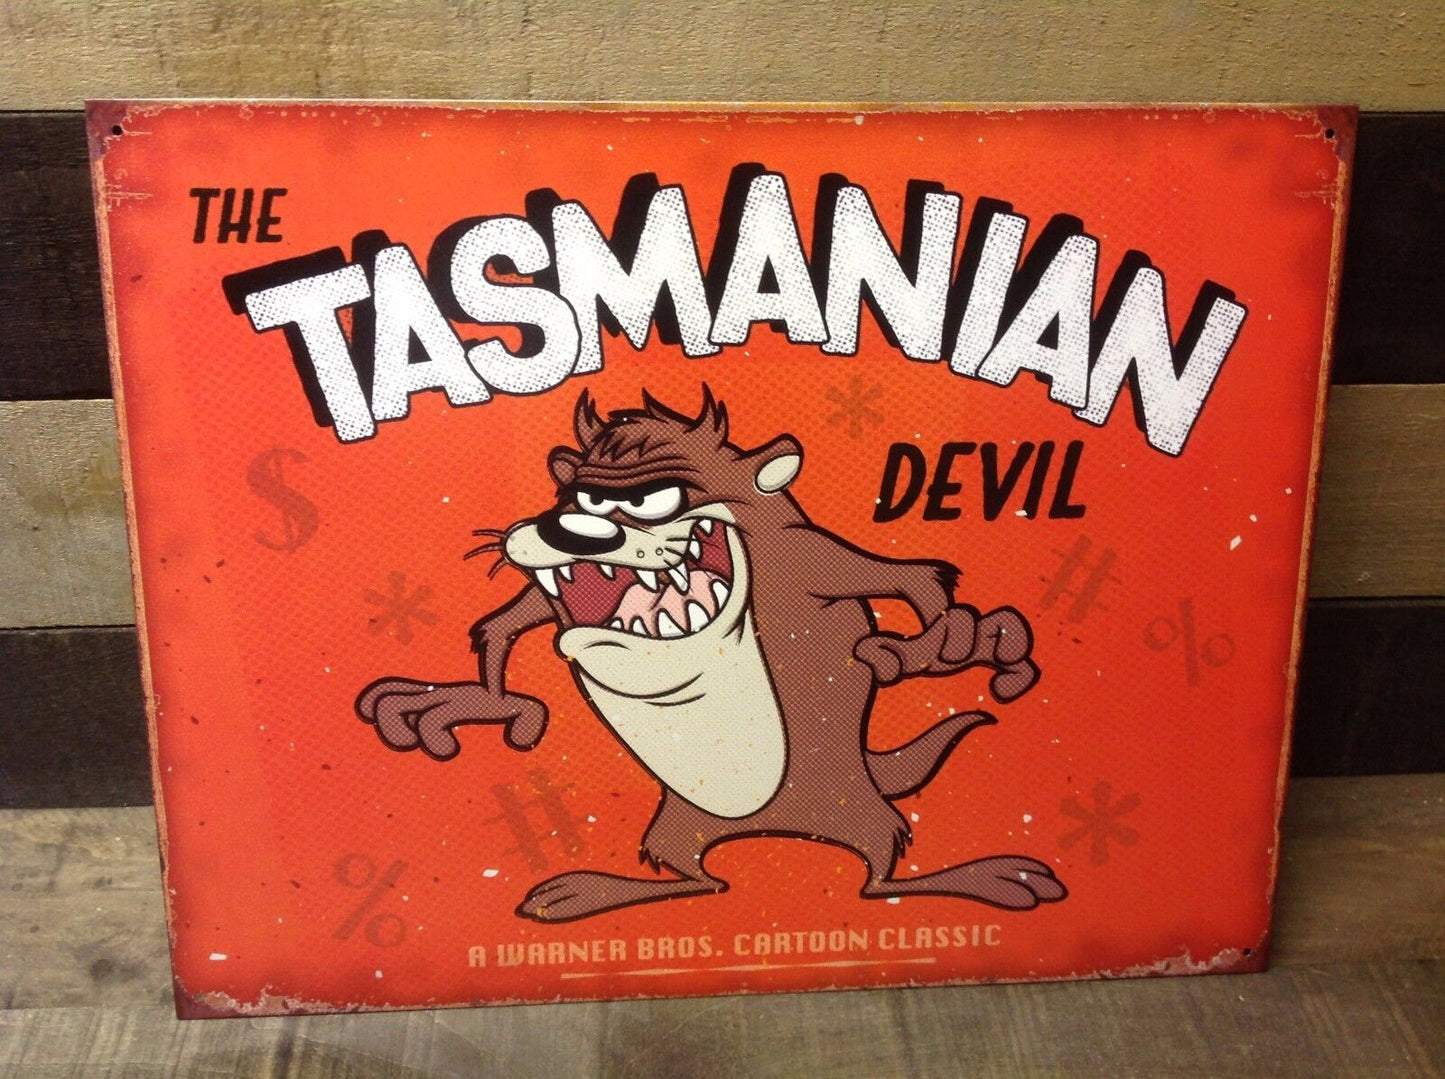 THE
TASMANIAN
DEVIL
$
*
*
#
%
#
*
%
A WARNER BROS. CARTOON CLASSIC